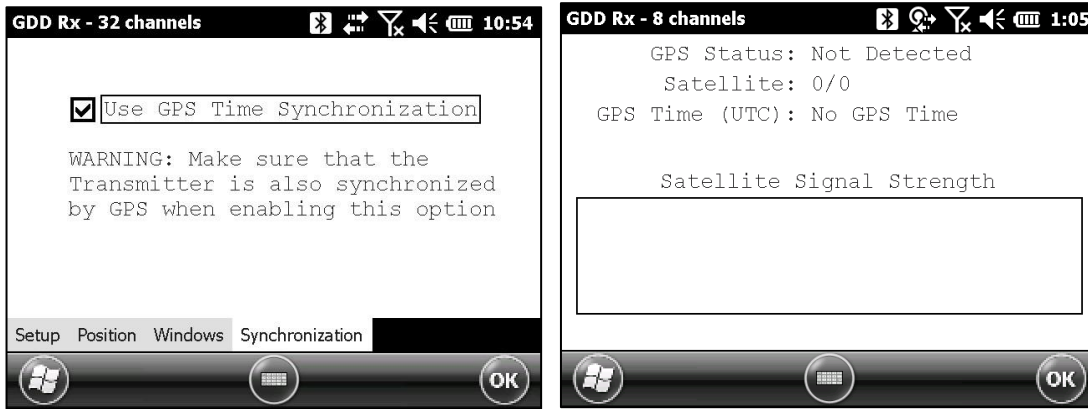 GDD Rx - 32 channels 10:54
Use GPS Time Synchronization
WARNING: Make sure that the
Transmitter is also synchronized
by GPS when enabling this option
Setup Position Windows Synchronization
OK
GDD Rx - 8 channels 1:05
GPS Status: Not Detected
Satellite: 0/0
GPS Time (UTC): No GPS Time
Satellite Signal Strength
OK